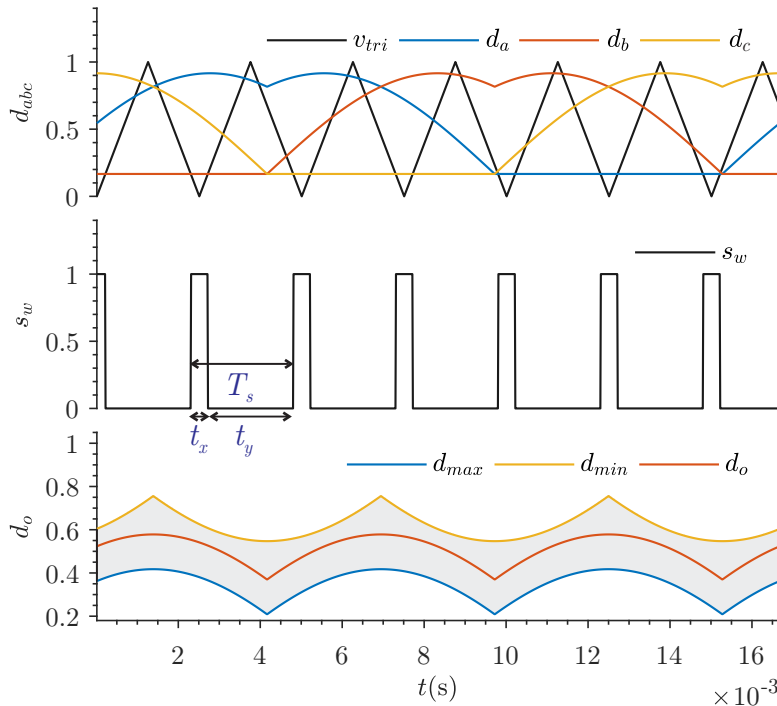 v_tri d_a d_b d_c
1
0.5
0
d_abc
s_w
1
0.5
0
s_w
T_s
t_x t_y
d_max d_min d_o
1
0.8
0.6
0.4
0.2
d_o
2 4 6 8 10 12 14 16
t(s)
×10⁻³